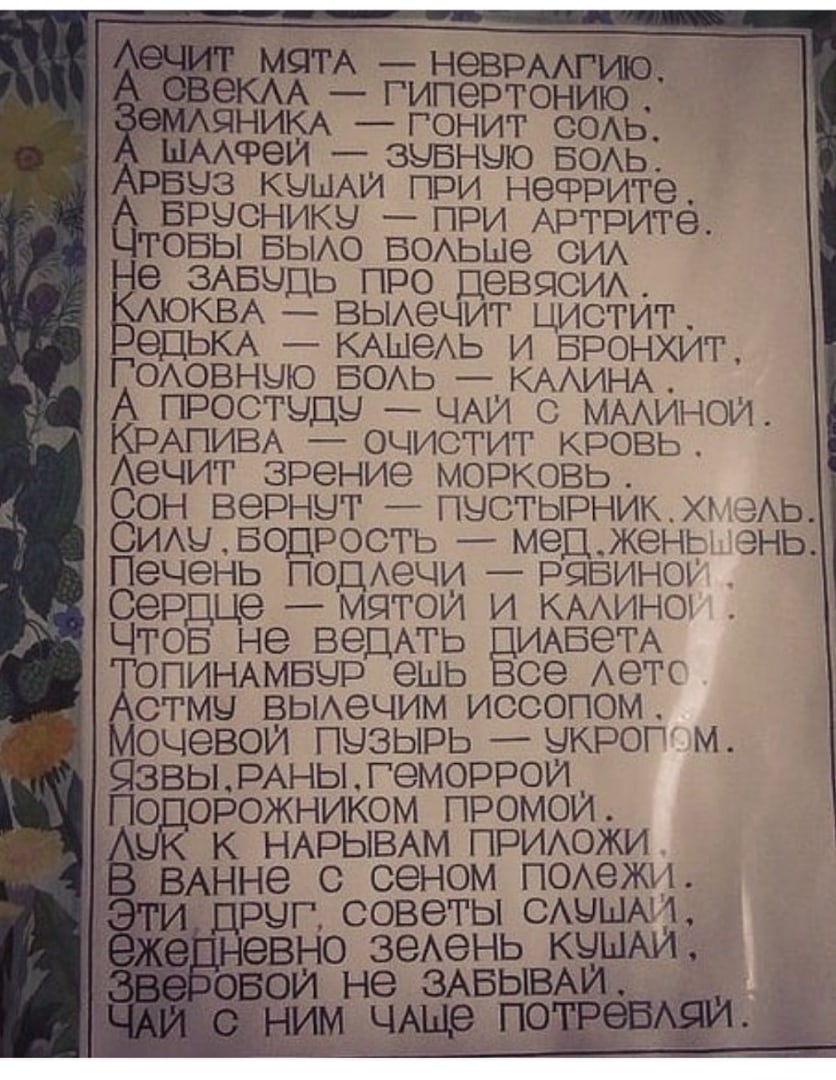 Лечит мята — невралгию,
А свекла — гипертонию,
Земляника — гонит соль,
А шалфей — зубную боль.
Арбуз кушай при нефрите,
А бруснику — при артрите.
Чтобы было больше сил
Не забудь про девясил.
Клюква — вылечит цистит,
Редька — кашель и бронхит,
Головную боль — калина,
А простуду — чай с малиной.
Крапива — очистит кровь,
Лечит зрение морковь.
Сон вернут — пустырник, хмель.
Силу, бодрость — мед, женьшень.
Печень подлечи — рябиной,
Сердце — мятой и калиной.
Чтоб не ведать диабета
Топинамбур ешь все лето.
Астму вылечим иссопом,
Мочевой пузырь — укропом.
Язвы, раны, геморрой
Подорожником промой.
Лук к нарывам приложи,
В ванне с сеном полежи.
Эти, друг, советы слушай,
Ежедневно зелень кушай,
Зверобой не забывай,
Чай с ним чаще потребляй.